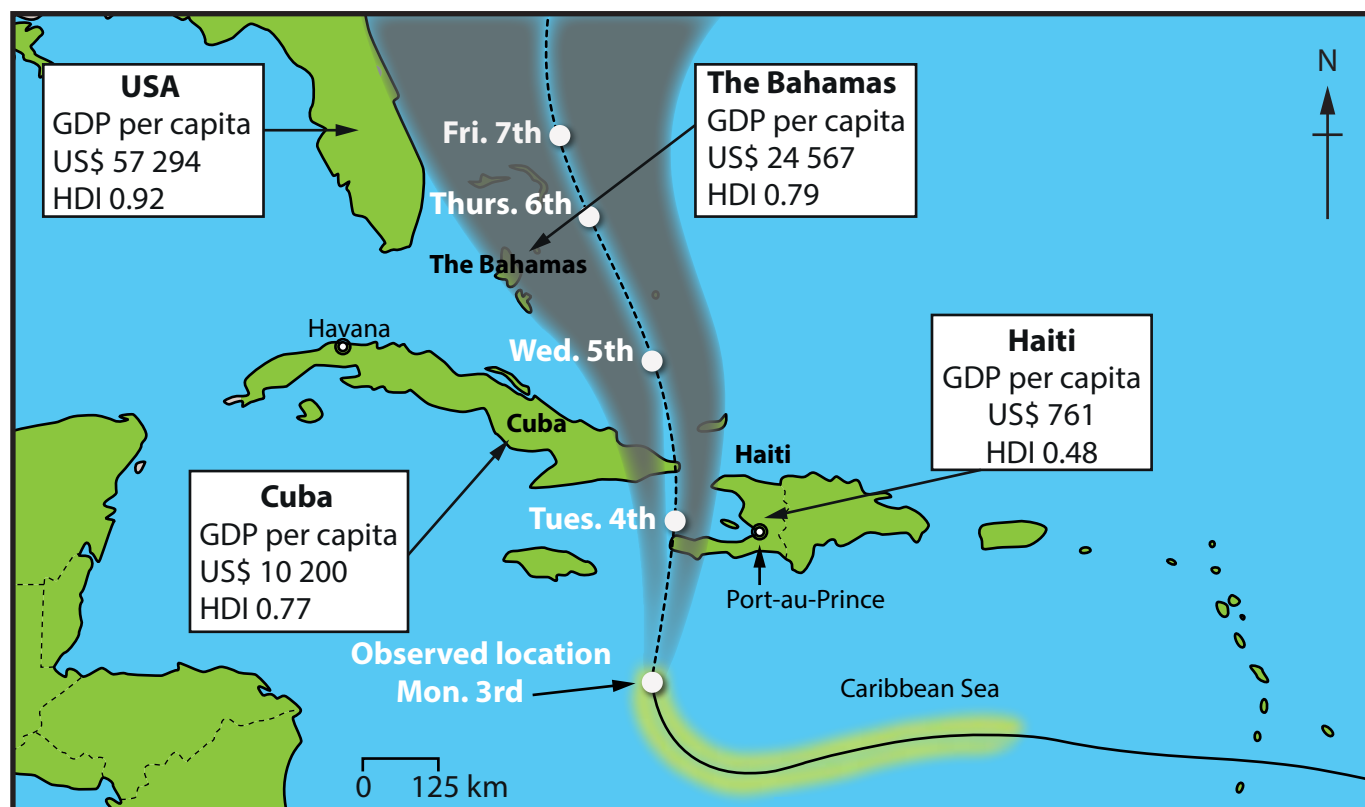 USA
GDP per capita
US$ 57 294
HDI 0.92
The Bahamas
GDP per capita
US$ 24 567
HDI 0.79
N
Fri. 7th
Thurs. 6th
The Bahamas
Havana
Wed. 5th
Haiti
GDP per capita
US$ 761
HDI 0.48
Cuba
Haiti
Cuba
GDP per capita
US$ 10 200
HDI 0.77
Tues. 4th
Port-au-Prince
Observed location
Mon. 3rd
Caribbean Sea
0 125 km